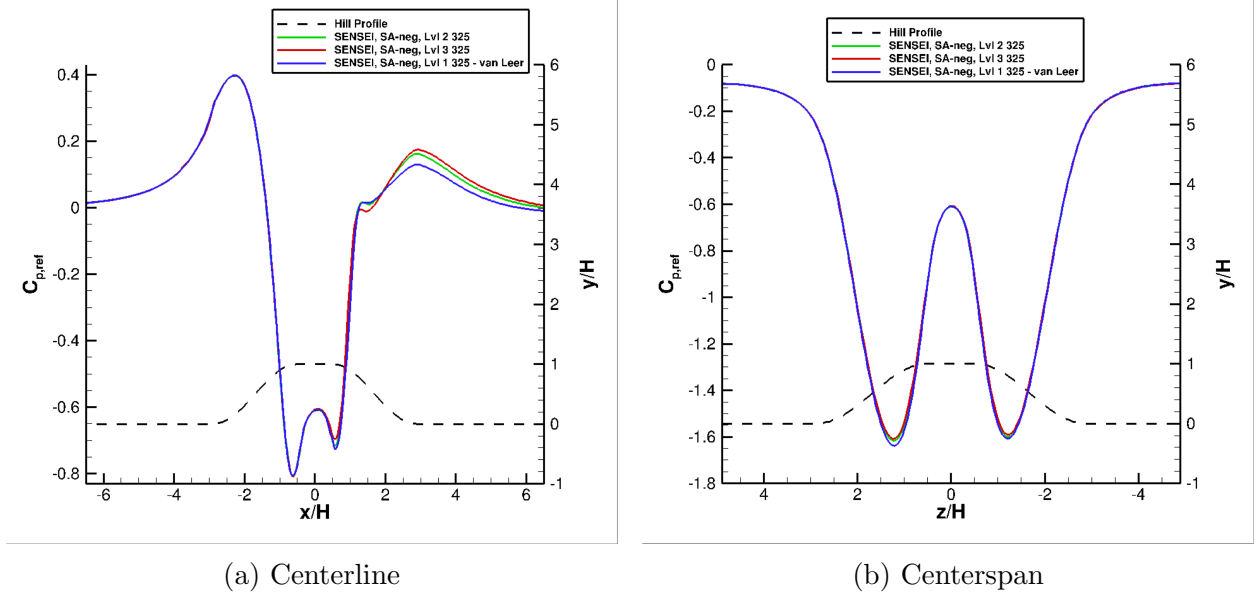 Hill Profile
SENSEI, SA-neg, Lvl 2 325
SENSEI, SA-neg, Lvl 3 325
SENSEI, SA-neg, Lvl 1 325 - van Leer
0.4
0.2
0
-0.2
-0.4
-0.6
-0.8
Cp,ref
-6
-4
-2
0
2
4
6
x/H
6
5
4
3
2
1
0
-1
y/H
(a) Centerline
Hill Profile
SENSEI, SA-neg, Lvl 2 325
SENSEI, SA-neg, Lvl 3 325
SENSEI, SA-neg, Lvl 1 325 - van Leer
0
-0.2
-0.4
-0.6
-0.8
-1
-1.2
-1.4
-1.6
-1.8
Cp,ref
4
2
0
-2
-4
z/H
6
5
4
3
2
1
0
-1
y/H
(b) Centerspan